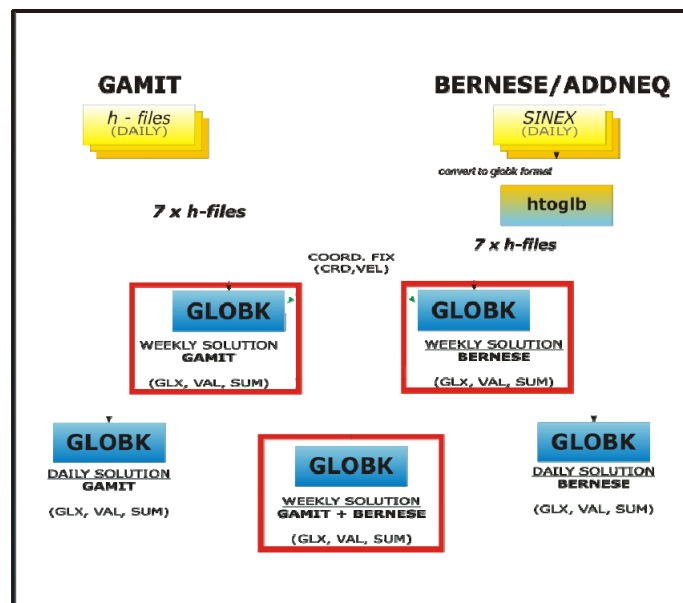 GAMIT
h - files
(DAILY)
7 x h-files
BERNESE/ADDNEQ
SINEX
(DAILY)
convert to globk format
htoglb
7 x h-files
COORD. FIX
(CRD,VEL)
GLOBK
WEEKLY SOLUTION
GAMIT
(GLX, VAL, SUM)
GLOBK
WEEKLY SOLUTION
BERNESE
(GLX, VAL, SUM)
GLOBK
DAILY SOLUTION
GAMIT
(GLX, VAL, SUM)
GLOBK
WEEKLY SOLUTION
GAMIT + BERNESE
(GLX, VAL, SUM)
GLOBK
DAILY SOLUTION
BERNESE
(GLX, VAL, SUM)